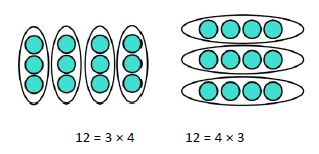 12 = 3 × 4
12 = 4 × 3